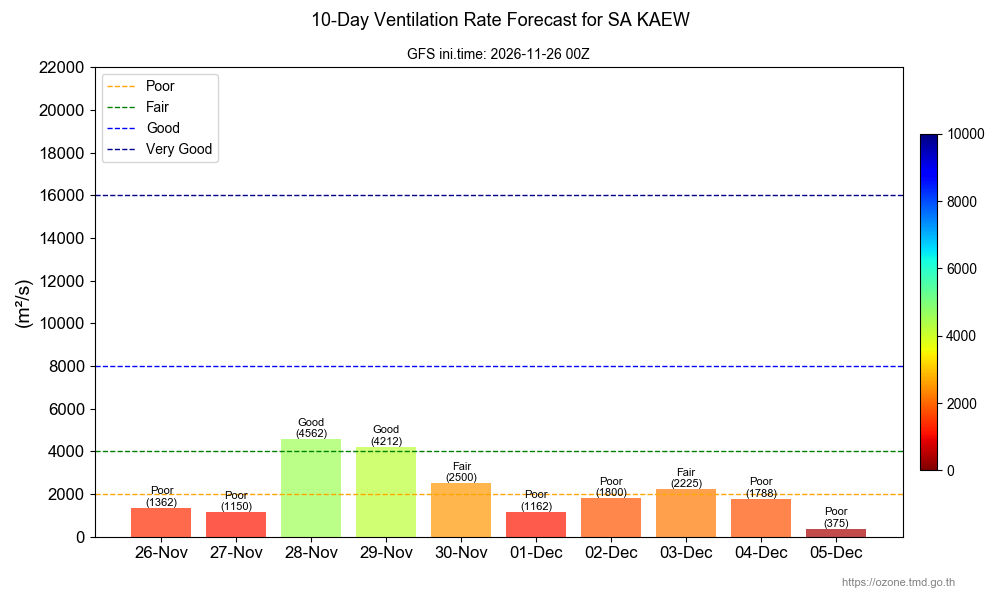 10-Day Ventilation Rate Forecast for SA KAEW
GFS ini.time: 2026-11-26 00Z
(m²/s)
22000
20000
18000
16000
14000
12000
10000
8000
6000
4000
2000
0
Poor
Fair
Good
Very Good
Poor
(1362)
Poor
(1150)
Good
(4562)
Good
(4212)
Fair
(2500)
Poor
(1162)
Poor
(1800)
Fair
(2225)
Poor
(1788)
Poor
(375)
26-Nov 27-Nov 28-Nov 29-Nov 30-Nov 01-Dec 02-Dec 03-Dec 04-Dec 05-Dec
10000
8000
6000
4000
2000
0
https://ozone.tmd.go.th